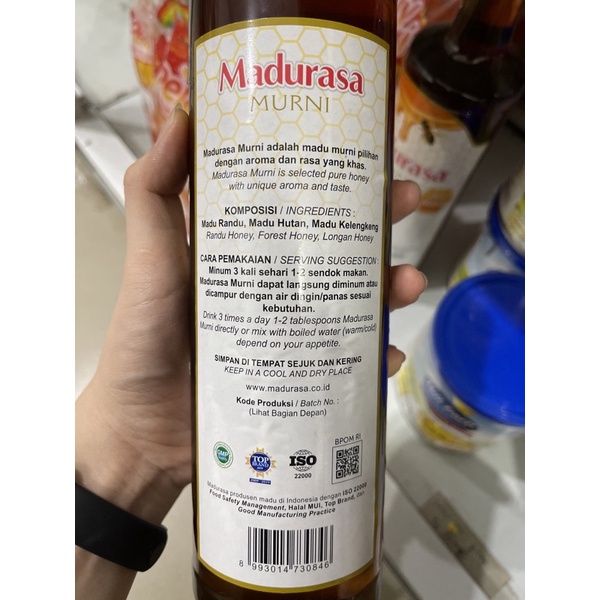 Madurasa
MURNI
Madurasa Murni adalah madu murni pilihan
dengan aroma dan rasa yang khas.
Madurasa Murni is selected pure honey
with unique aroma and taste.
KOMPOSISI / INGREDIENTS :
Madu Randu, Madu Hutan, Madu Kelengkeng
Randu Honey, Forest Honey, Longan Honey
CARA PEMAKAIAN / SERVING SUGGESTION :
Minum 3 kali sehari 1-2 sendok makan.
Madurasa Murni dapat langsung diminum atau
dicampur dengan air dingin/panas sesuai
kebutuhan.
Drink 3 times a day 1-2 tablespoons Madurasa
Murni directly or mix with boiled water (warm/cold)
depend on your appetite.
SIMPAN DI TEMPAT SEJUK DAN KERING
KEEP IN A COOL AND DRY PLACE
www.madurasa.co.id
Kode Produksi / Batch No. :
(Lihat Bagian Depan)
BPOM RI
GMP
TOP
BRAND
ISO
22000
Madurasa produsen madu di Indonesia dengan ISO 22000
Food Safety Management, Halal MUI, Top Brand, dan
Good Manufacturing Practice
8 993014 730846
urasa